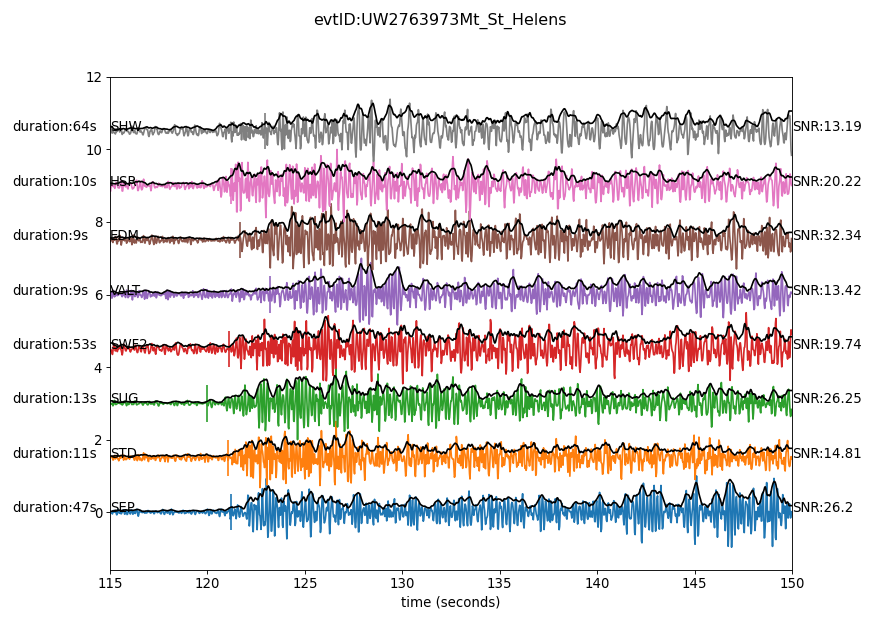 evtID:UW2763973Mt_St_Helens
12
duration:64s SHW SNR:13.19
10
duration:10s HSR SNR:20.22
8
duration:9s EDM SNR:32.34
duration:9s VALT SNR:13.42
6
duration:53s SWF2 SNR:19.74
4
duration:13s SUG SNR:26.25
2
duration:11s STD SNR:14.81
duration:47s SEP SNR:26.2
0
115 120 125 130 135 140 145 150
time (seconds)